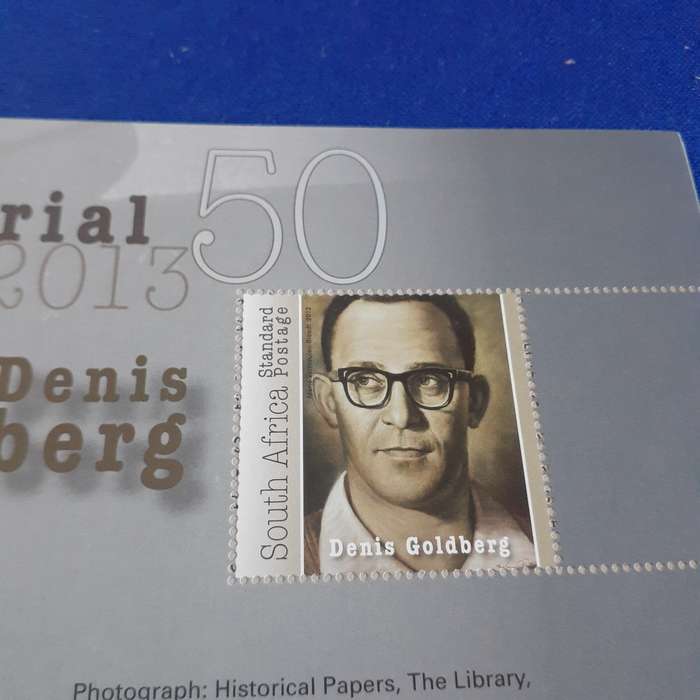 50
rial
2013
Denis
berg
South Africa
Standard
Postage
Denis Goldberg
Photograph: Historical Papers, The Library,